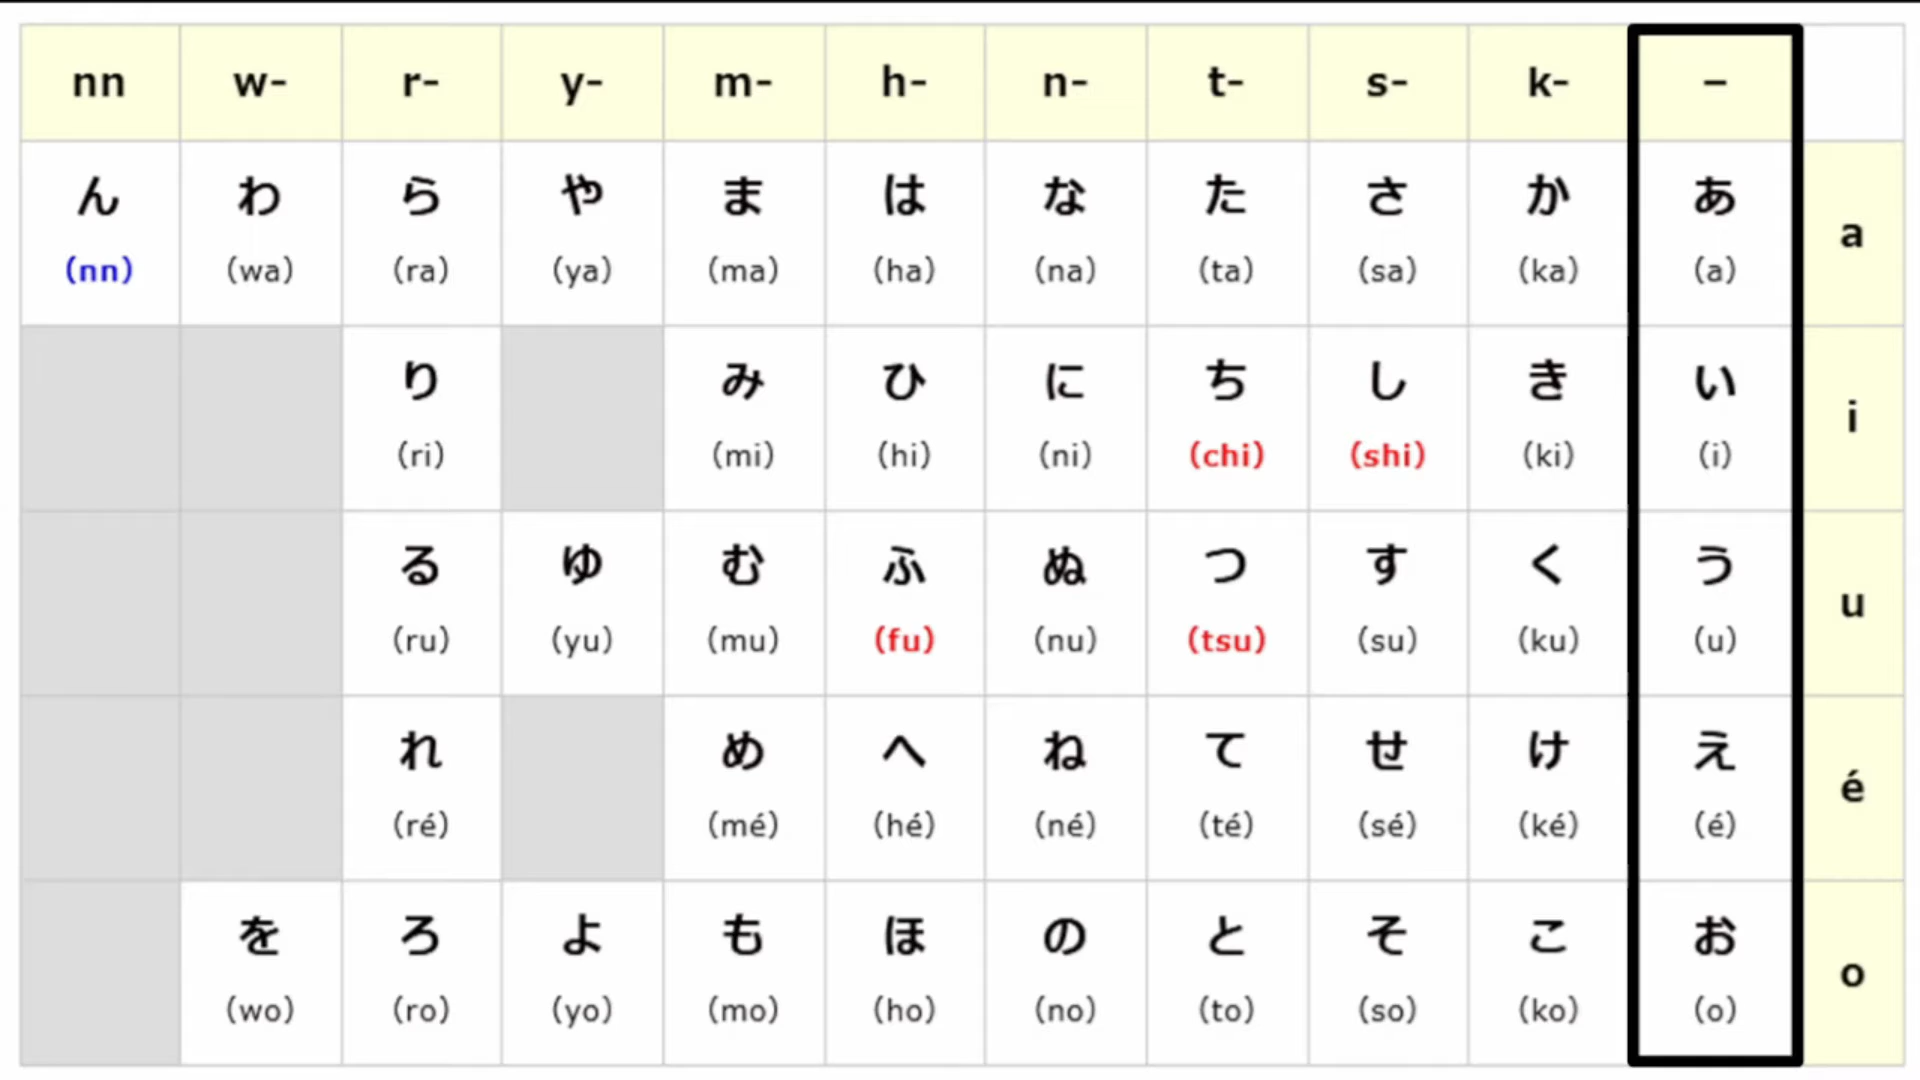 nn w- r- y- m- h- n- t- s- k- –
ん わ ら や ま は な た さ か あ
(nn) (wa) (ra) (ya) (ma) (ha) (na) (ta) (sa) (ka) (a) a
り み ひ に ち し き い
(ri) (mi) (hi) (ni) (chi) (shi) (ki) (i) i
る ゆ む ふ ぬ つ す く う
(ru) (yu) (mu) (fu) (nu) (tsu) (su) (ku) (u) u
れ め へ ね て せ け え
(ré) (mé) (hé) (né) (té) (sé) (ké) (é) é
を ろ よ も ほ の と そ こ お
(wo) (ro) (yo) (mo) (ho) (no) (to) (so) (ko) (o) o